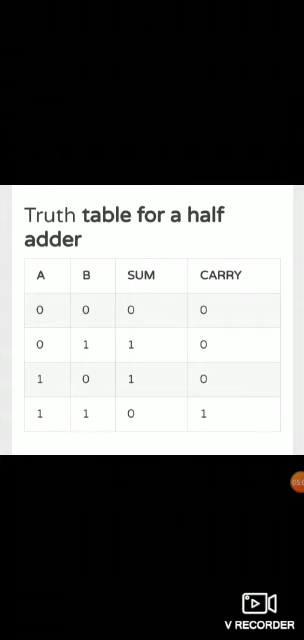 Truth table for a half
adder
A B SUM CARRY
0 0 0 0
0 1 1 0
1 0 1 0
1 1 0 1
V RECORDER